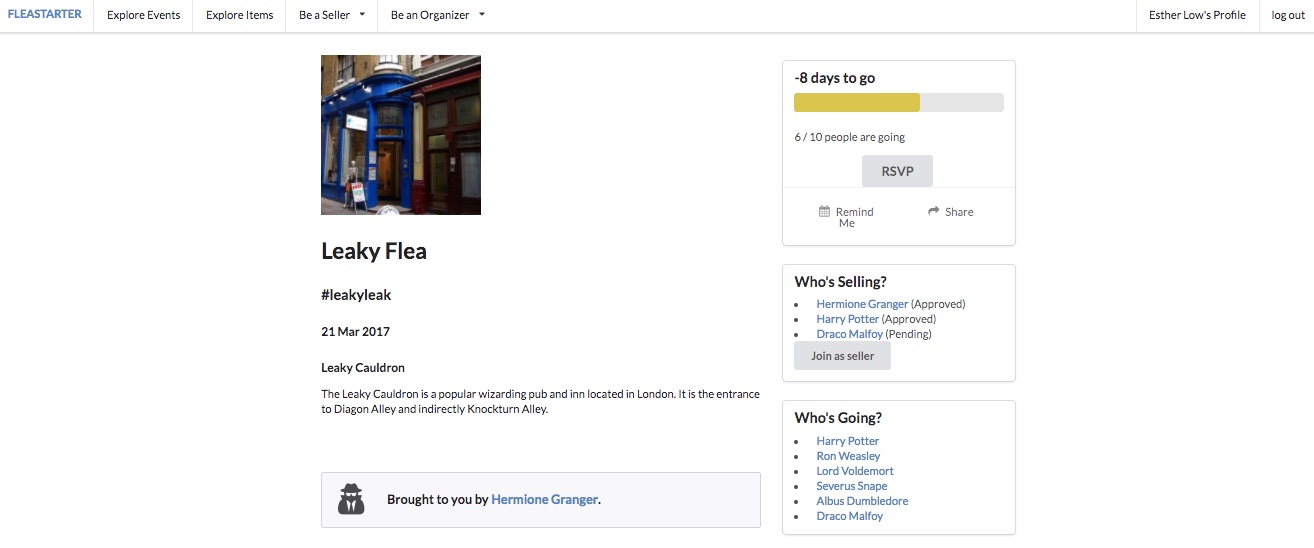 FLEASTARTER
Explore Events
Explore Items
Be a Seller
Be an Organizer
Esther Low's Profile
log out
Leaky Flea
#leakyleak
21 Mar 2017
Leaky Cauldron
The Leaky Cauldron is a popular wizarding pub and inn located in London. It is the entrance
to Diagon Alley and indirectly Knockturn Alley.
Brought to you by Hermione Granger.
-8 days to go
6 / 10 people are going
RSVP
Remind
Me
Share
Who's Selling?
Hermione Granger (Approved)
Harry Potter (Approved)
Draco Malfoy (Pending)
Join as seller
Who's Going?
Harry Potter
Ron Weasley
Lord Voldemort
Severus Snape
Albus Dumbledore
Draco Malfoy